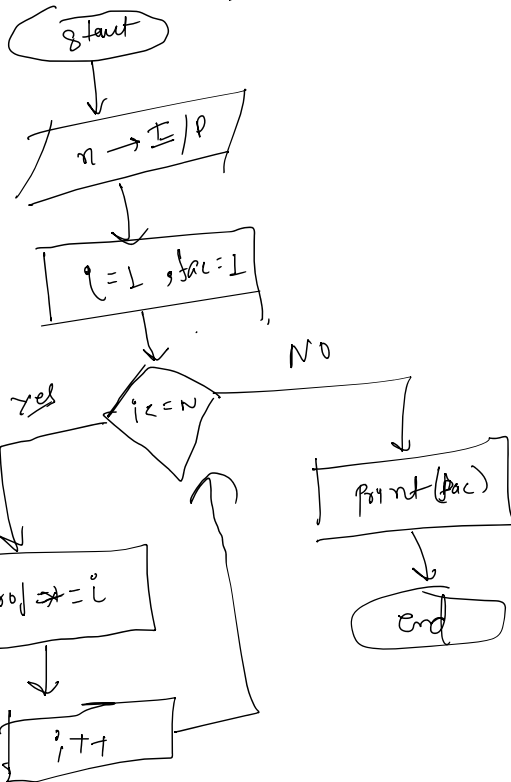 Start
n → I/P
i=1, fac=1
i<=N
yes
NO
print(fac)
*=i
i++
end